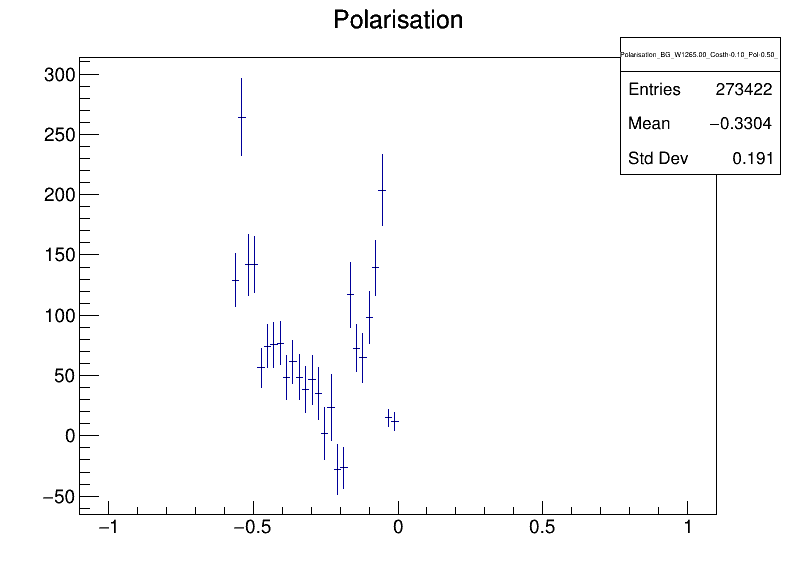 Polarisation
Polarisation_BG_W1265.00_Costh-0.10_Pol-0.50_
Entries 273422
Mean −0.3304
Std Dev 0.191
300
250
200
150
100
50
0
−50
−1 −0.5 0 0.5 1